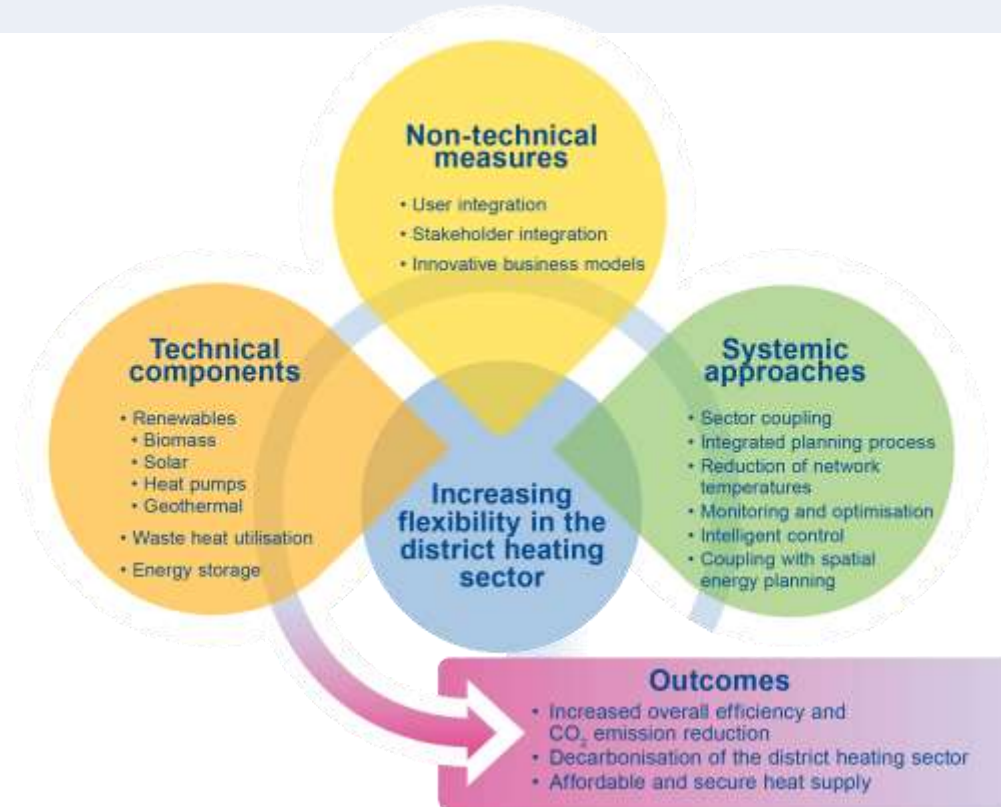 Non-technical
measures
• User integration
• Stakeholder integration
• Innovative business models
Technical
components
• Renewables
• Biomass
• Solar
• Heat pumps
• Geothermal
• Waste heat utilisation
• Energy storage
Systemic
approaches
• Sector coupling
• Integrated planning process
• Reduction of network
temperatures
• Monitoring and optimisation
• Intelligent control
• Coupling with spatial
energy planning
Increasing
flexibility in the
district heating
sector
Outcomes
• Increased overall efficiency and
CO₂ emission reduction
• Decarbonisation of the district heating sector
• Affordable and secure heat supply